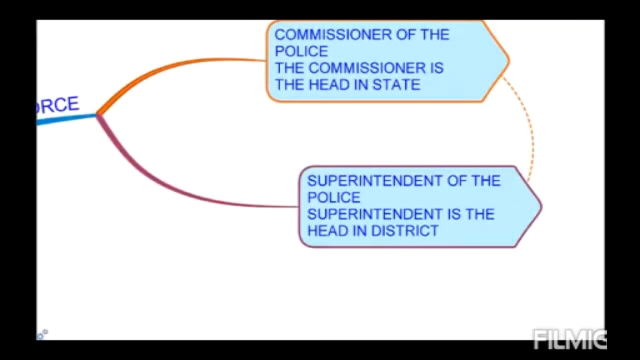 COMMISSIONER OF THE
POLICE
THE COMMISSIONER IS
THE HEAD IN STATE
ORCE
SUPERINTENDENT OF THE
POLICE
SUPERINTENDENT IS THE
HEAD IN DISTRICT
FILMIG